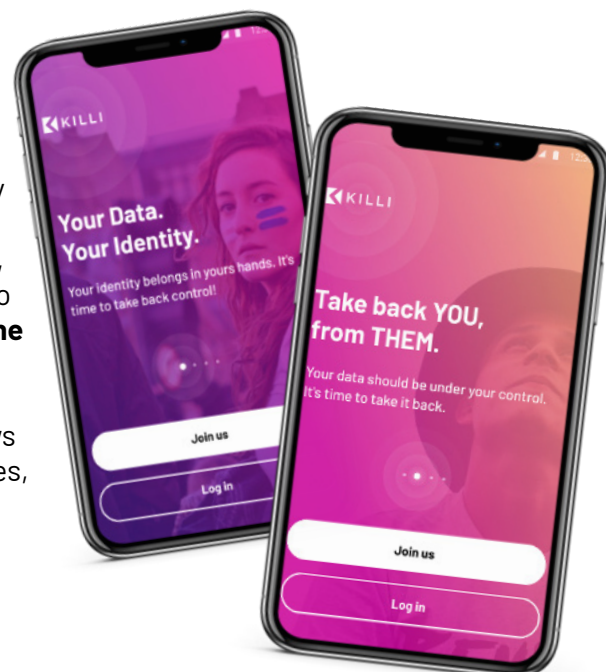 KILLI
Your Data.
Your Identity.
Your identity belongs in yours hands. It's
time to take back control!
Join us
Log in
KILLI
Take back YOU,
from THEM.
Your data should be under your control.
It's time to take it back.
Join us
Log in